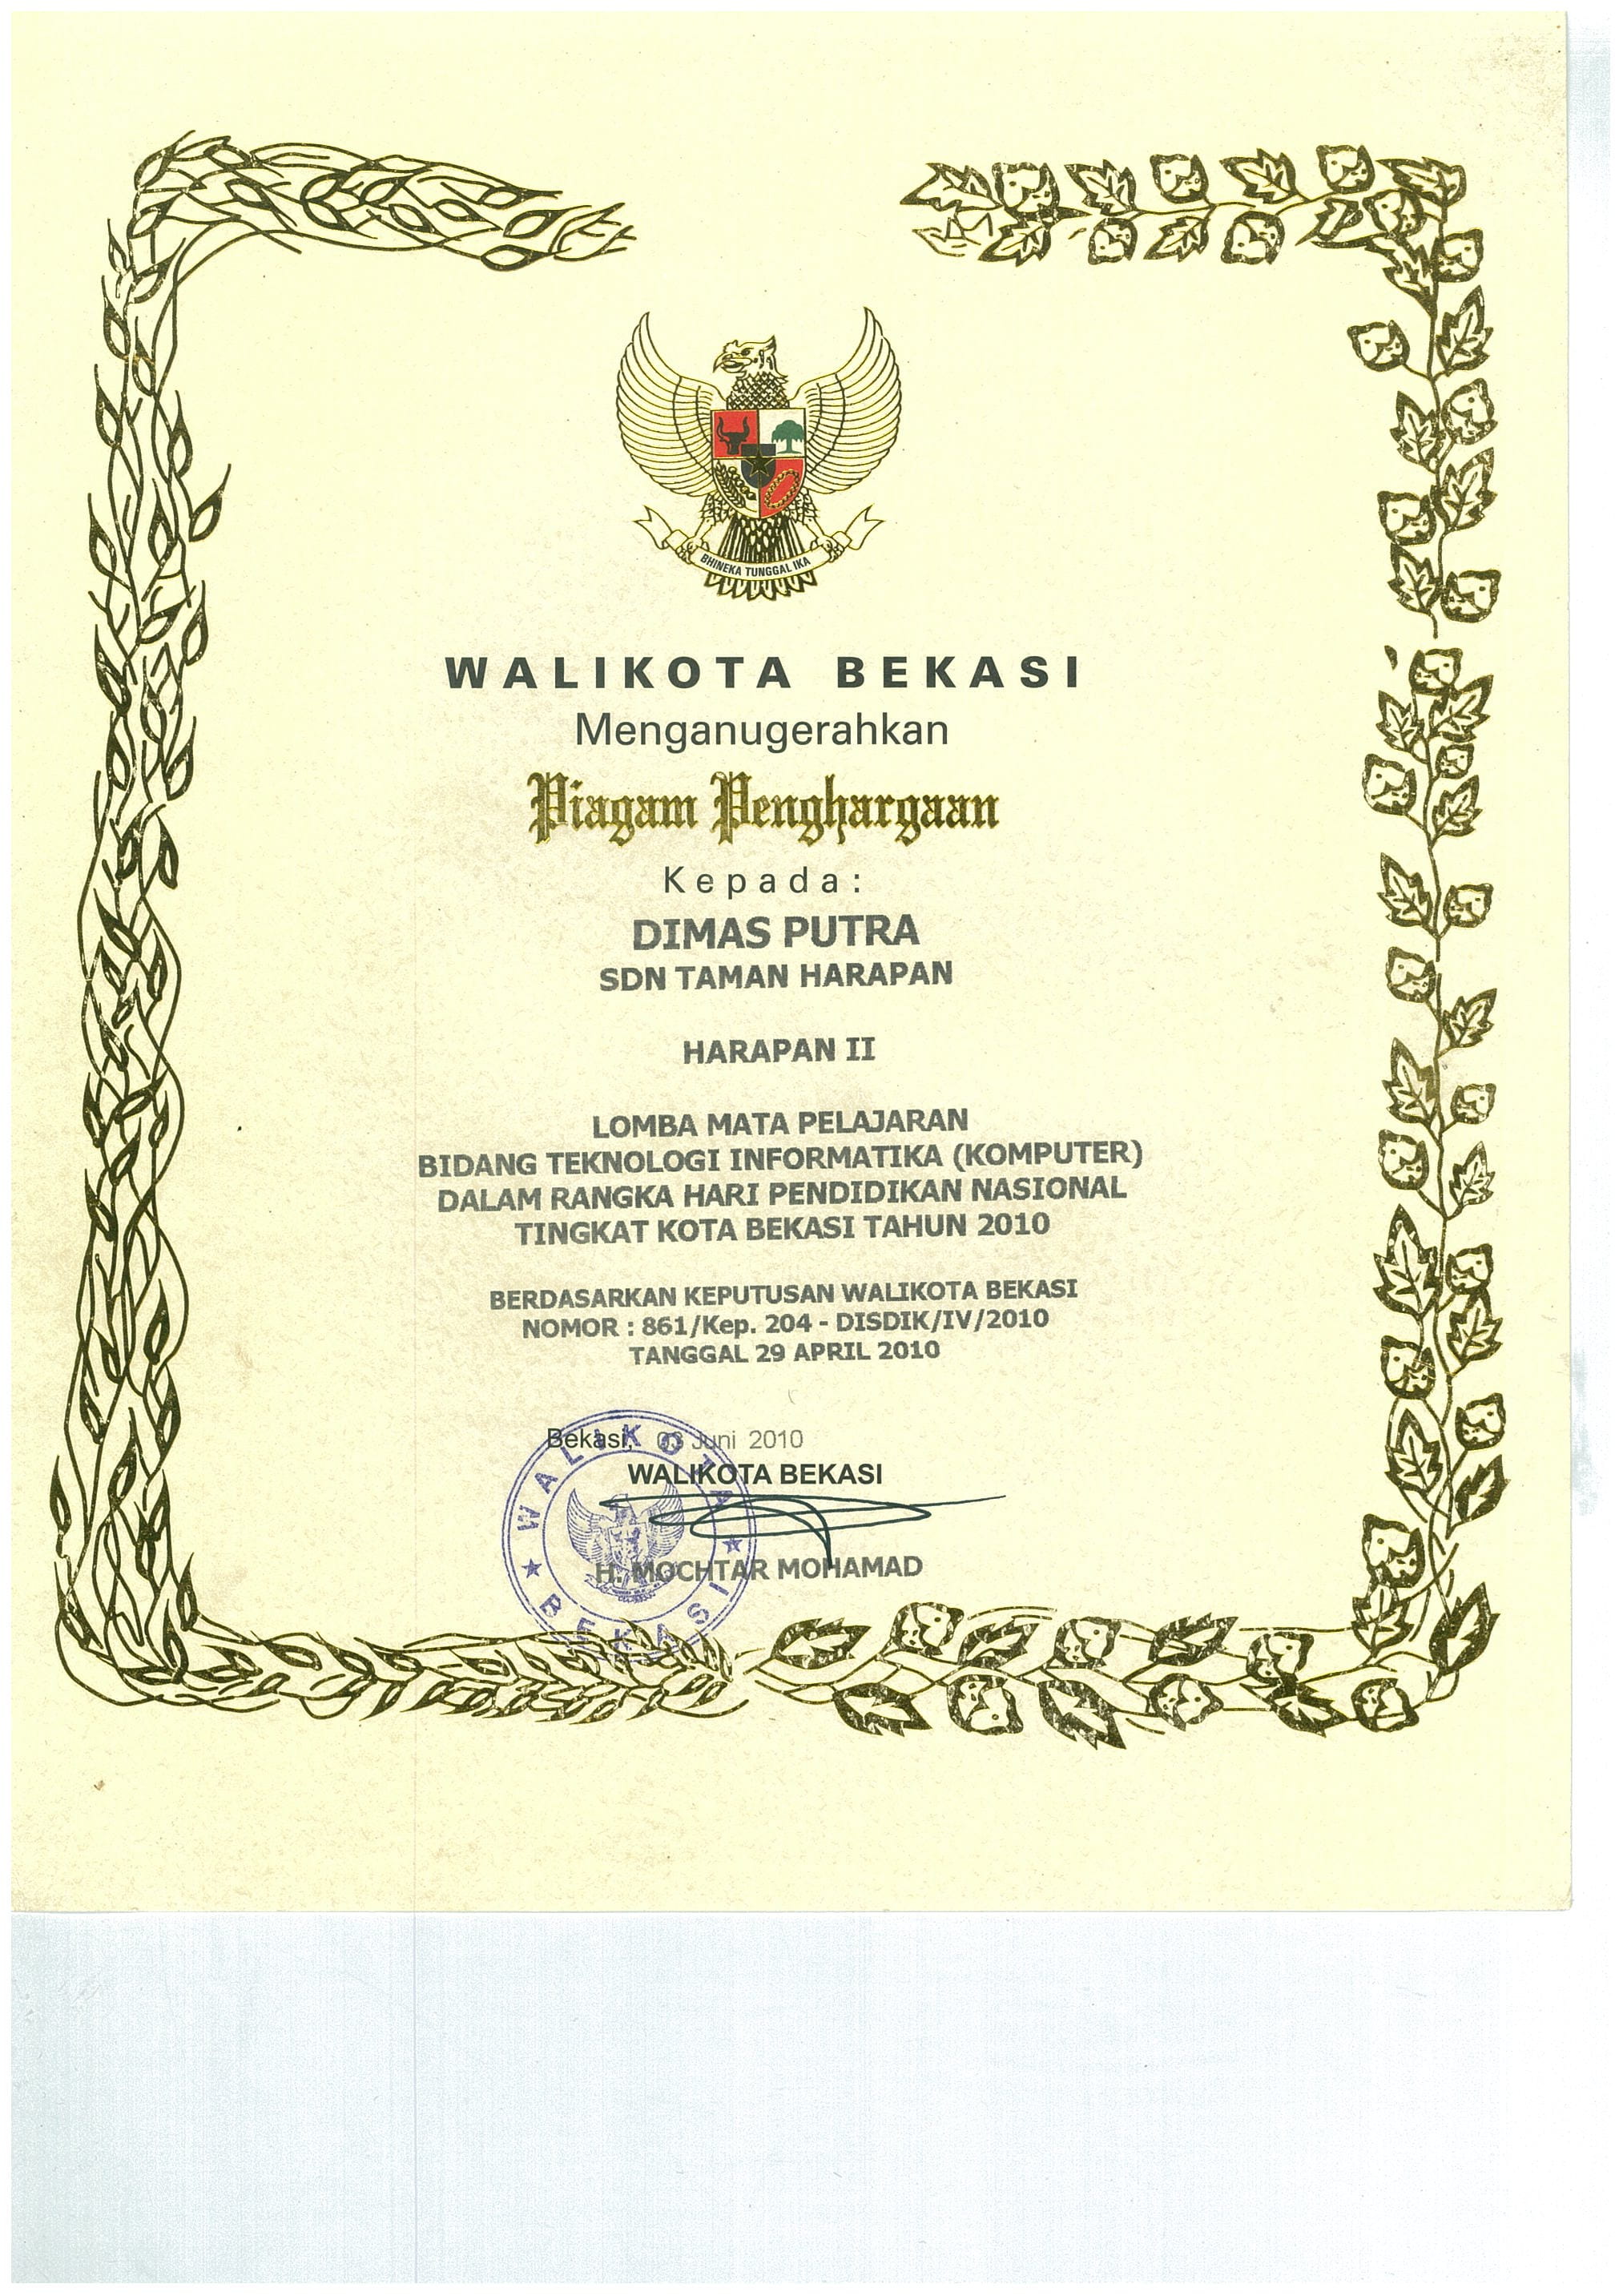 BHINEKA TUNGGAL IKA
WALIKOTA BEKASI
Menganugerahkan
Piagam Penghargaan
Kepada:
DIMAS PUTRA
SDN TAMAN HARAPAN
HARAPAN II
LOMBA MATA PELAJARAN
BIDANG TEKNOLOGI INFORMATIKA (KOMPUTER)
DALAM RANGKA HARI PENDIDIKAN NASIONAL
TINGKAT KOTA BEKASI TAHUN 2010
BERDASARKAN KEPUTUSAN WALIKOTA BEKASI
NOMOR : 861/Kep. 204 - DISDIK/IV/2010
TANGGAL 29 APRIL 2010
Bekasi, 03 Juni 2010
WALIKOTA BEKASI
H. MOCHTAR MOHAMAD
WALIKOTA
★ BEKASI ★